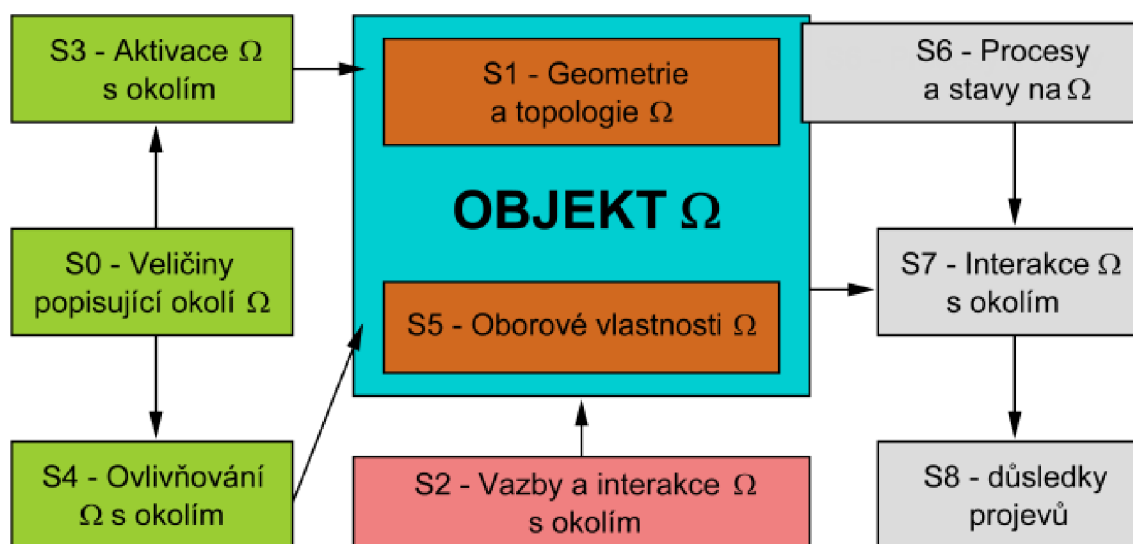 S3 - Aktivace Ω
s okolím
S1 - Geometrie
a topologie Ω
S6 - Procesy
a stavy na Ω
OBJEKT Ω
S0 - Veličiny
popisující okolí Ω
S7 - Interakce Ω
s okolím
S5 - Oborové vlastnosti Ω
S4 - Ovlivňování
Ω s okolím
S2 - Vazby a interakce Ω
s okolím
S8 - důsledky
projevů